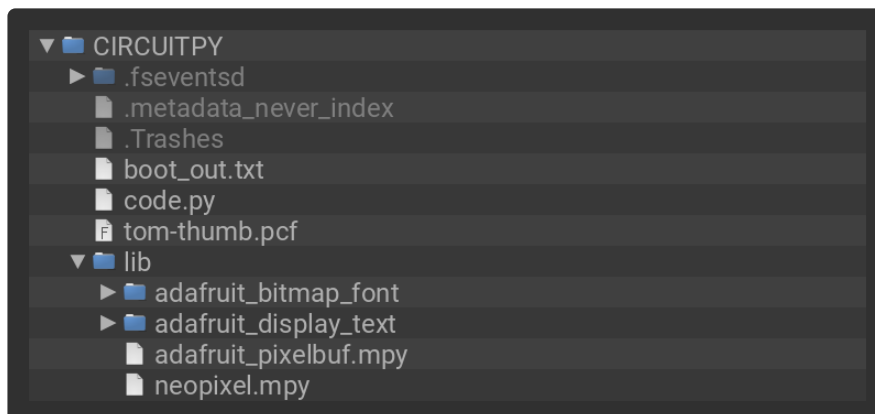 CIRCUITPY
.fseventsd
.metadata_never_index
.Trashes
boot_out.txt
code.py
F tom-thumb.pcf
lib
adafruit_bitmap_font
adafruit_display_text
adafruit_pixelbuf.mpy
neopixel.mpy